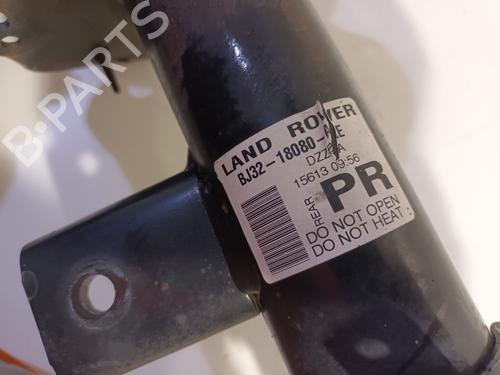 B-PARTS
LAND ROVER
BJ32-18080-
15613 09:56
REAR
PR
DO NOT OPEN
DO NOT HEAT